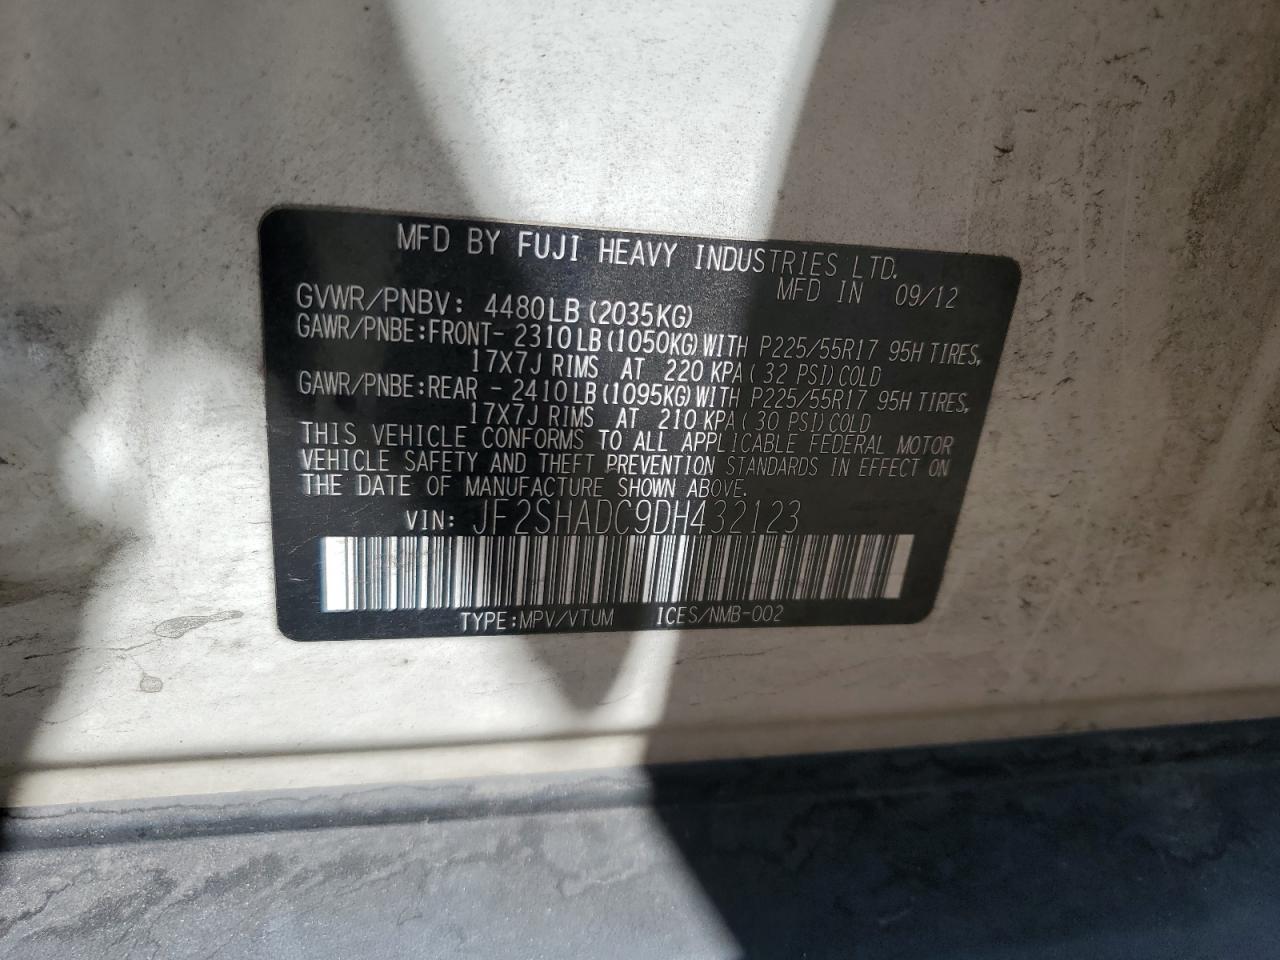 MFD BY FUJI HEAVY INDUSTRIES LTD.
MFD IN 09/12
GVWR/PNBV: 4480LB(2035KG)
GAWR/PNBE:FRONT- 2310LB(1050KG)WITH P225/55R17 95H TIRES,
17X7J RIMS AT 220 KPA(32 PSI)COLD
GAWR/PNBE:REAR - 2410LB(1095KG)WITH P225/55R17 95H TIRES,
17X7J RIMS AT 210 KPA(30 PSI)COLD
THIS VEHICLE CONFORMS TO ALL APPLICABLE FEDERAL MOTOR
VEHICLE SAFETY AND THEFT PREVENTION STANDARDS IN EFFECT ON
THE DATE OF MANUFACTURE SHOWN ABOVE.
VIN: JF2SHADC9DH432123
TYPE:MPV/VTUM ICES/NMB-002